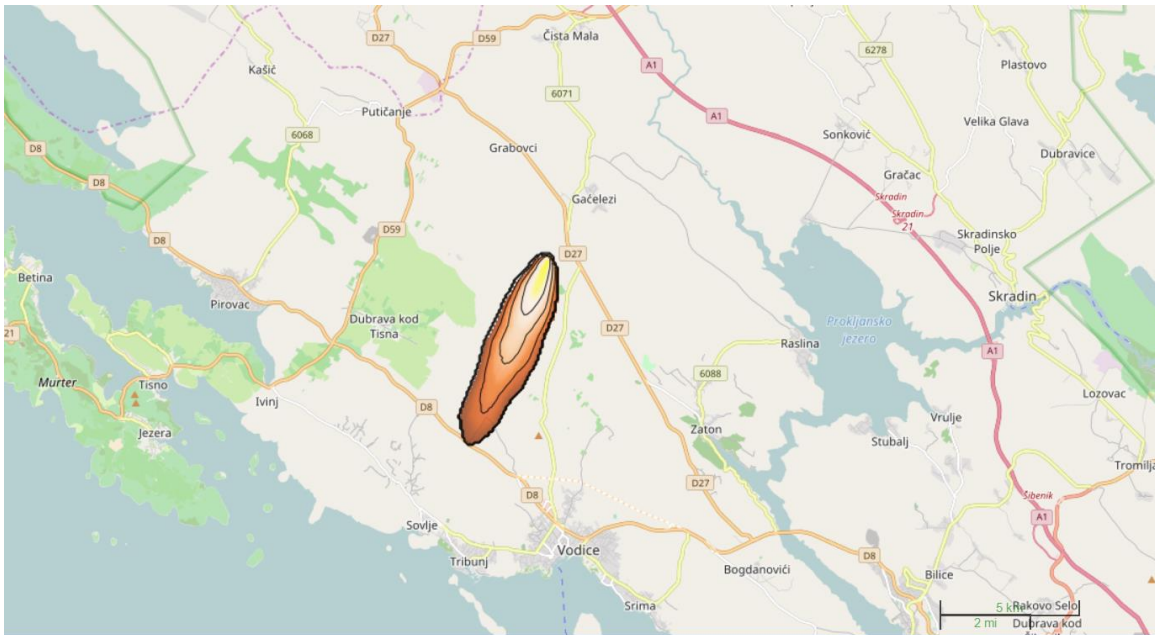 Čista Mala
D27
D59
Kašić
A1
6278
Plastovo
6071
Putičanje
A1
Velika Glava
6068
Sonković
D8
Grabovci
Dubravice
Gračac
D8
Gaćelezi
Skradin
Skradin
21
D59
D8
Skradinsko
Polje
D27
Betina
Skradin
Pirovac
Dubrava kod
Tisna
Prokljansko
jezero
21
D27
Raslina
A1
Murter
Tisno
6088
Ivinj
D8
Lozovac
Jezera
Vrulje
Zaton
Stubalj
Tromilja
D27
D8
Šibenik
Sovlje
A1
Vodice
Tribunj
D8
Bogdanovići
Bilice
Srima
5 km
Rakovo Selo
2 mi
Dubrava kod